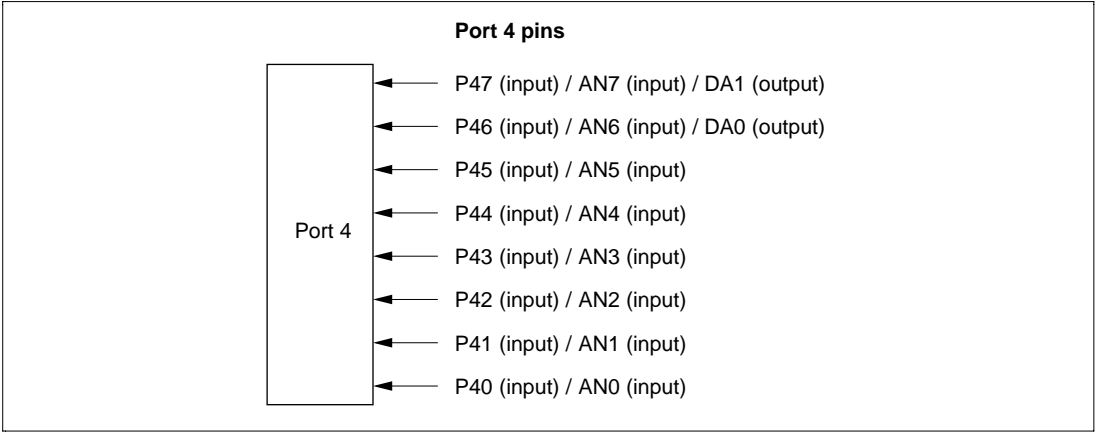 Port 4 pins
P47 (input) / AN7 (input) / DA1 (output)
P46 (input) / AN6 (input) / DA0 (output)
P45 (input) / AN5 (input)
P44 (input) / AN4 (input)
Port 4
P43 (input) / AN3 (input)
P42 (input) / AN2 (input)
P41 (input) / AN1 (input)
P40 (input) / AN0 (input)